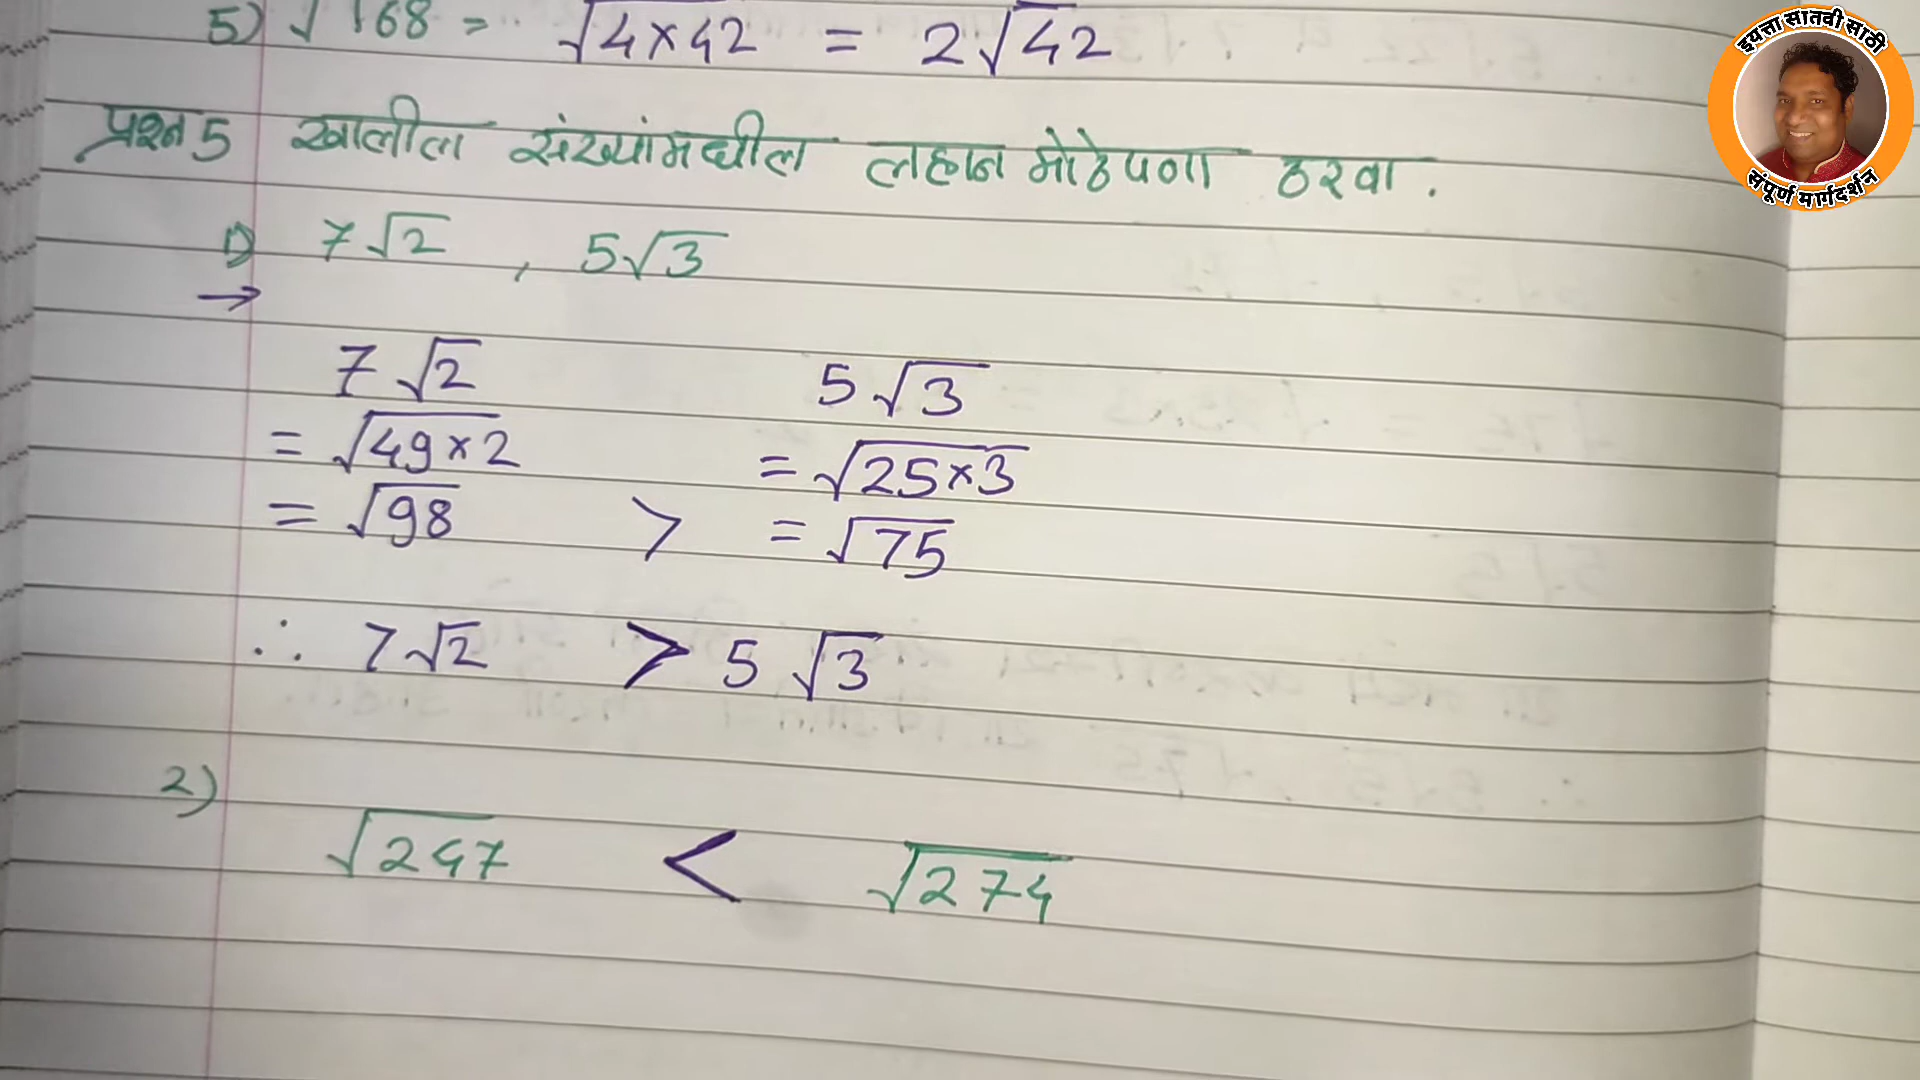 5) √168 = √4×42 = 2√42
प्रश्न 5 खालील संख्यांमधील लहान मोठेपणा ठरवा.
1) 7√2 , 5√3
→
7√2 5√3
= √49×2 = √25×3
= √98 > = √75
∴ 7√2 > 5√3
2)
√247 < √274
इयत्ता सातवी साठी
संपूर्ण मार्गदर्शन